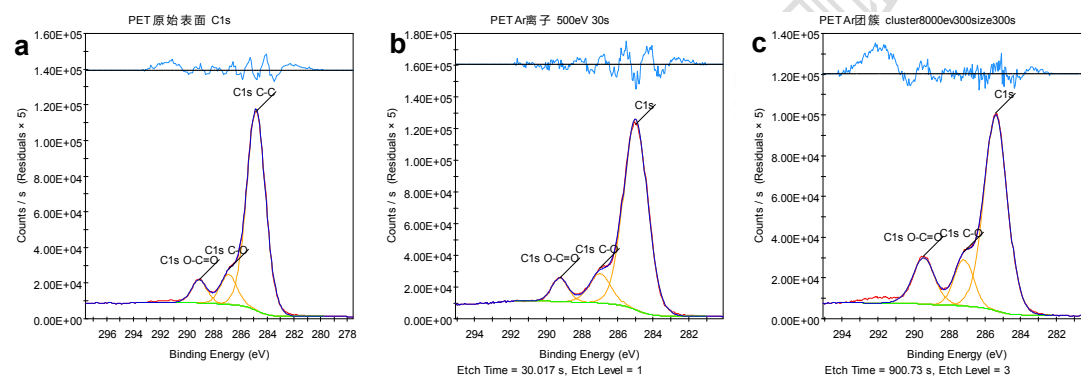 PET原始表面 C1s
a
1.60E+05
1.40E+05
1.20E+05
1.00E+05
8.00E+04
6.00E+04
4.00E+04
2.00E+04
0.00E+00
Counts / s (Residuals × 5)
C1s C-C
C1s C-O
C1s O-C=O
296 294 292 290 288 286 284 282 280 278
Binding Energy (eV)
PET Ar离子 500eV 30s
b
1.80E+05
1.60E+05
1.40E+05
1.20E+05
1.00E+05
8.00E+04
6.00E+04
4.00E+04
2.00E+04
0.00E+00
Counts / s (Residuals × 5)
C1s
C1s C-O
C1s O-C=O
294 292 290 288 286 284 282
Binding Energy (eV)
Etch Time = 30.017 s, Etch Level = 1
PET Ar团簇 cluster8000ev300size300s
c
1.40E+05
1.20E+05
1.00E+05
8.00E+04
6.00E+04
4.00E+04
2.00E+04
0.00E+00
Counts / s (Residuals × 5)
C1s
C1s C-O
C1s O-C=O
294 292 290 288 286 284 282
Binding Energy (eV)
Etch Time = 900.73 s, Etch Level = 3